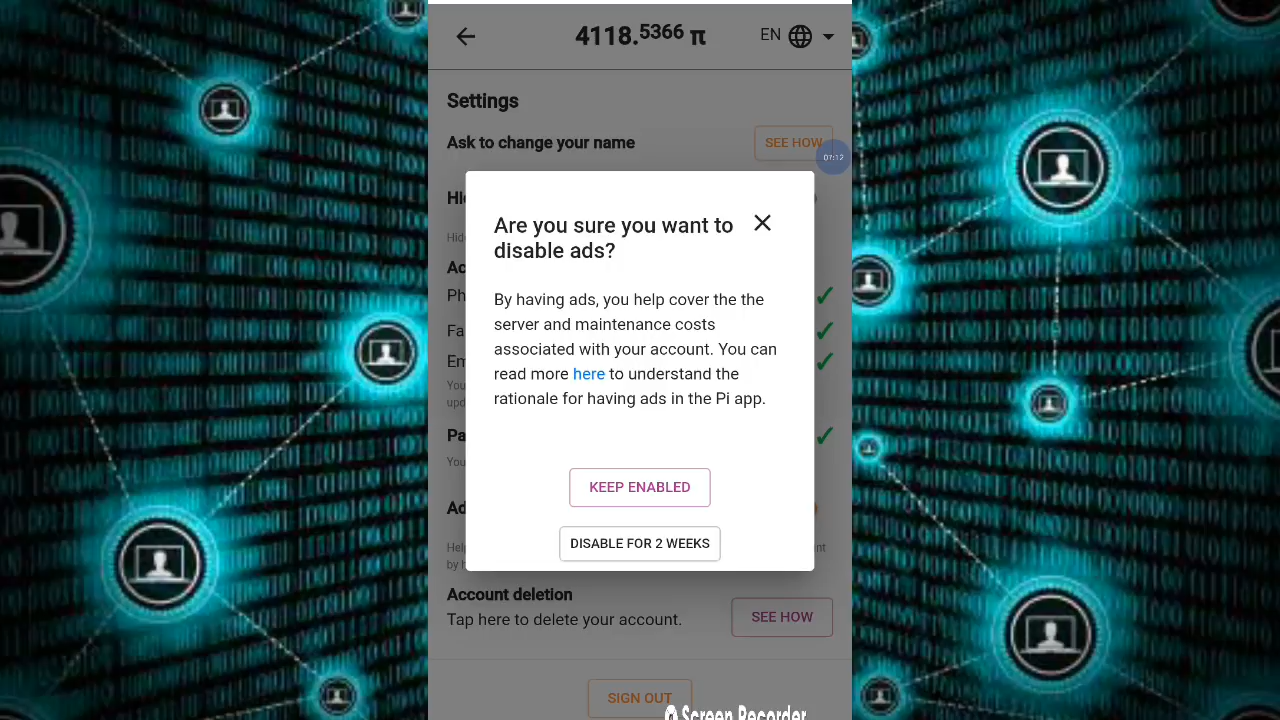 4118.5366 π EN
Settings
Ask to change your name SEE HOW
07:12
Are you sure you want to
disable ads?
By having ads, you help cover the the
server and maintenance costs
associated with your account. You can
read more here to understand the
rationale for having ads in the Pi app.
KEEP ENABLED
DISABLE FOR 2 WEEKS
Account deletion
Tap here to delete your account. SEE HOW
SIGN OUT
Screen Recorder